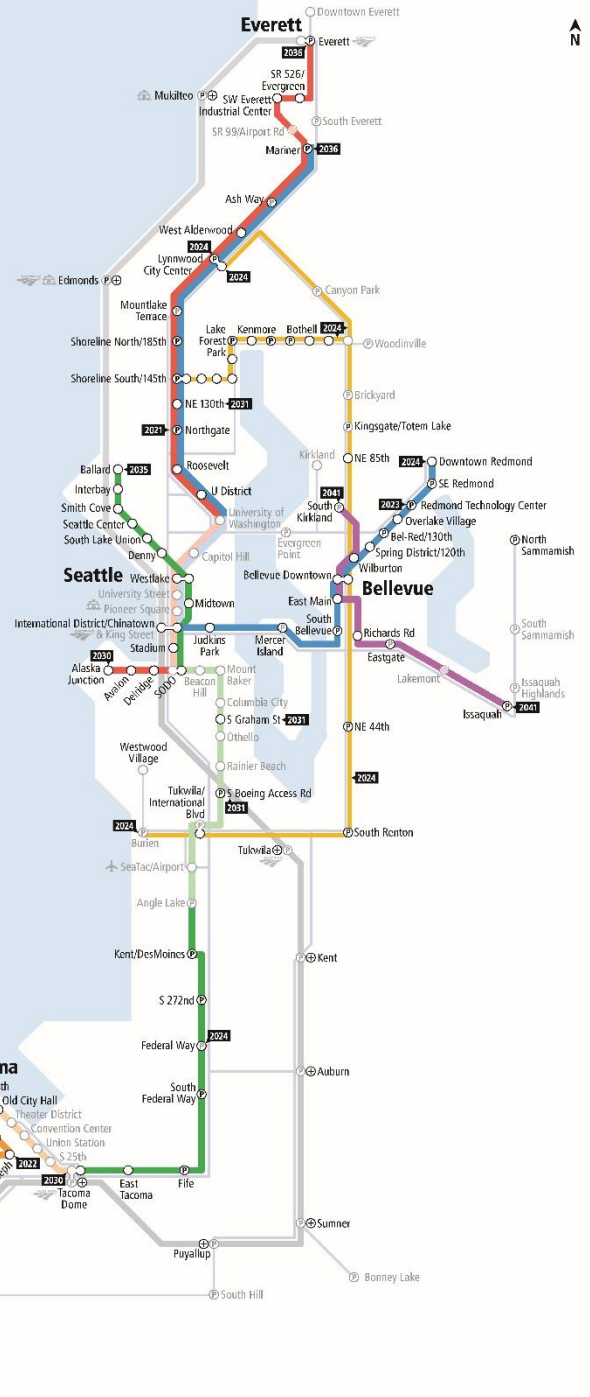 Downtown Everett
Everett
Everett
2036
SR 526/
Evergreen
Mukilteo
SW Everett
Industrial Center
South Everett
SR 99/Airport Rd
Mariner
2036
N
Ash Way
West Alderwood
2024
Lynnwood
City Center
2024
Edmonds
Canyon Park
Mountlake
Terrace
Lake
Forest
Park
Kenmore
Bothell
2024
Shoreline North/185th
Woodinville
Shoreline South/145th
Brickyard
NE 130th
2031
Kingsgate/Totem Lake
2021
Northgate
Kirkland
NE 85th
2024
Downtown Redmond
Ballard
2035
Roosevelt
SE Redmond
Interbay
U District
2041
South
Kirkland
2023
Redmond Technology Center
Smith Cove
University of
Washington
Overlake Village
Seattle Center
Bel-Red/130th
South Lake Union
Evergreen
Point
Spring District/120th
North
Sammamish
Denny
Capitol Hill
Wilburton
Seattle
Westlake
Bellevue Downtown
Bellevue
University Street
Pioneer Square
Midtown
East Main
International District/Chinatown
& King Street
Judkins
Park
Mercer
Island
South
Bellevue
Richards Rd
South
Sammamish
Stadium
Eastgate
2030
Alaska
Junction
Avalon
Delridge
SODO
Beacon
Hill
Mount
Baker
Lakemont
Issaquah
Highlands
Columbia City
Issaquah
2041
S Graham St
2031
NE 44th
Othello
Westwood
Village
Rainier Beach
2024
Tukwila/
International
Blvd
S Boeing Access Rd
2031
2024
Burien
South Renton
Tukwila
SeaTac/Airport
Angle Lake
Kent/DesMoines
Kent
S 272nd
2024
Federal Way
Auburn
South
Federal Way
ma
th
Old City Hall
Theater District
Convention Center
Union Station
S 25th
2022
eph
2030
Tacoma
Dome
East
Tacoma
Fife
Sumner
Puyallup
Bonney Lake
South Hill